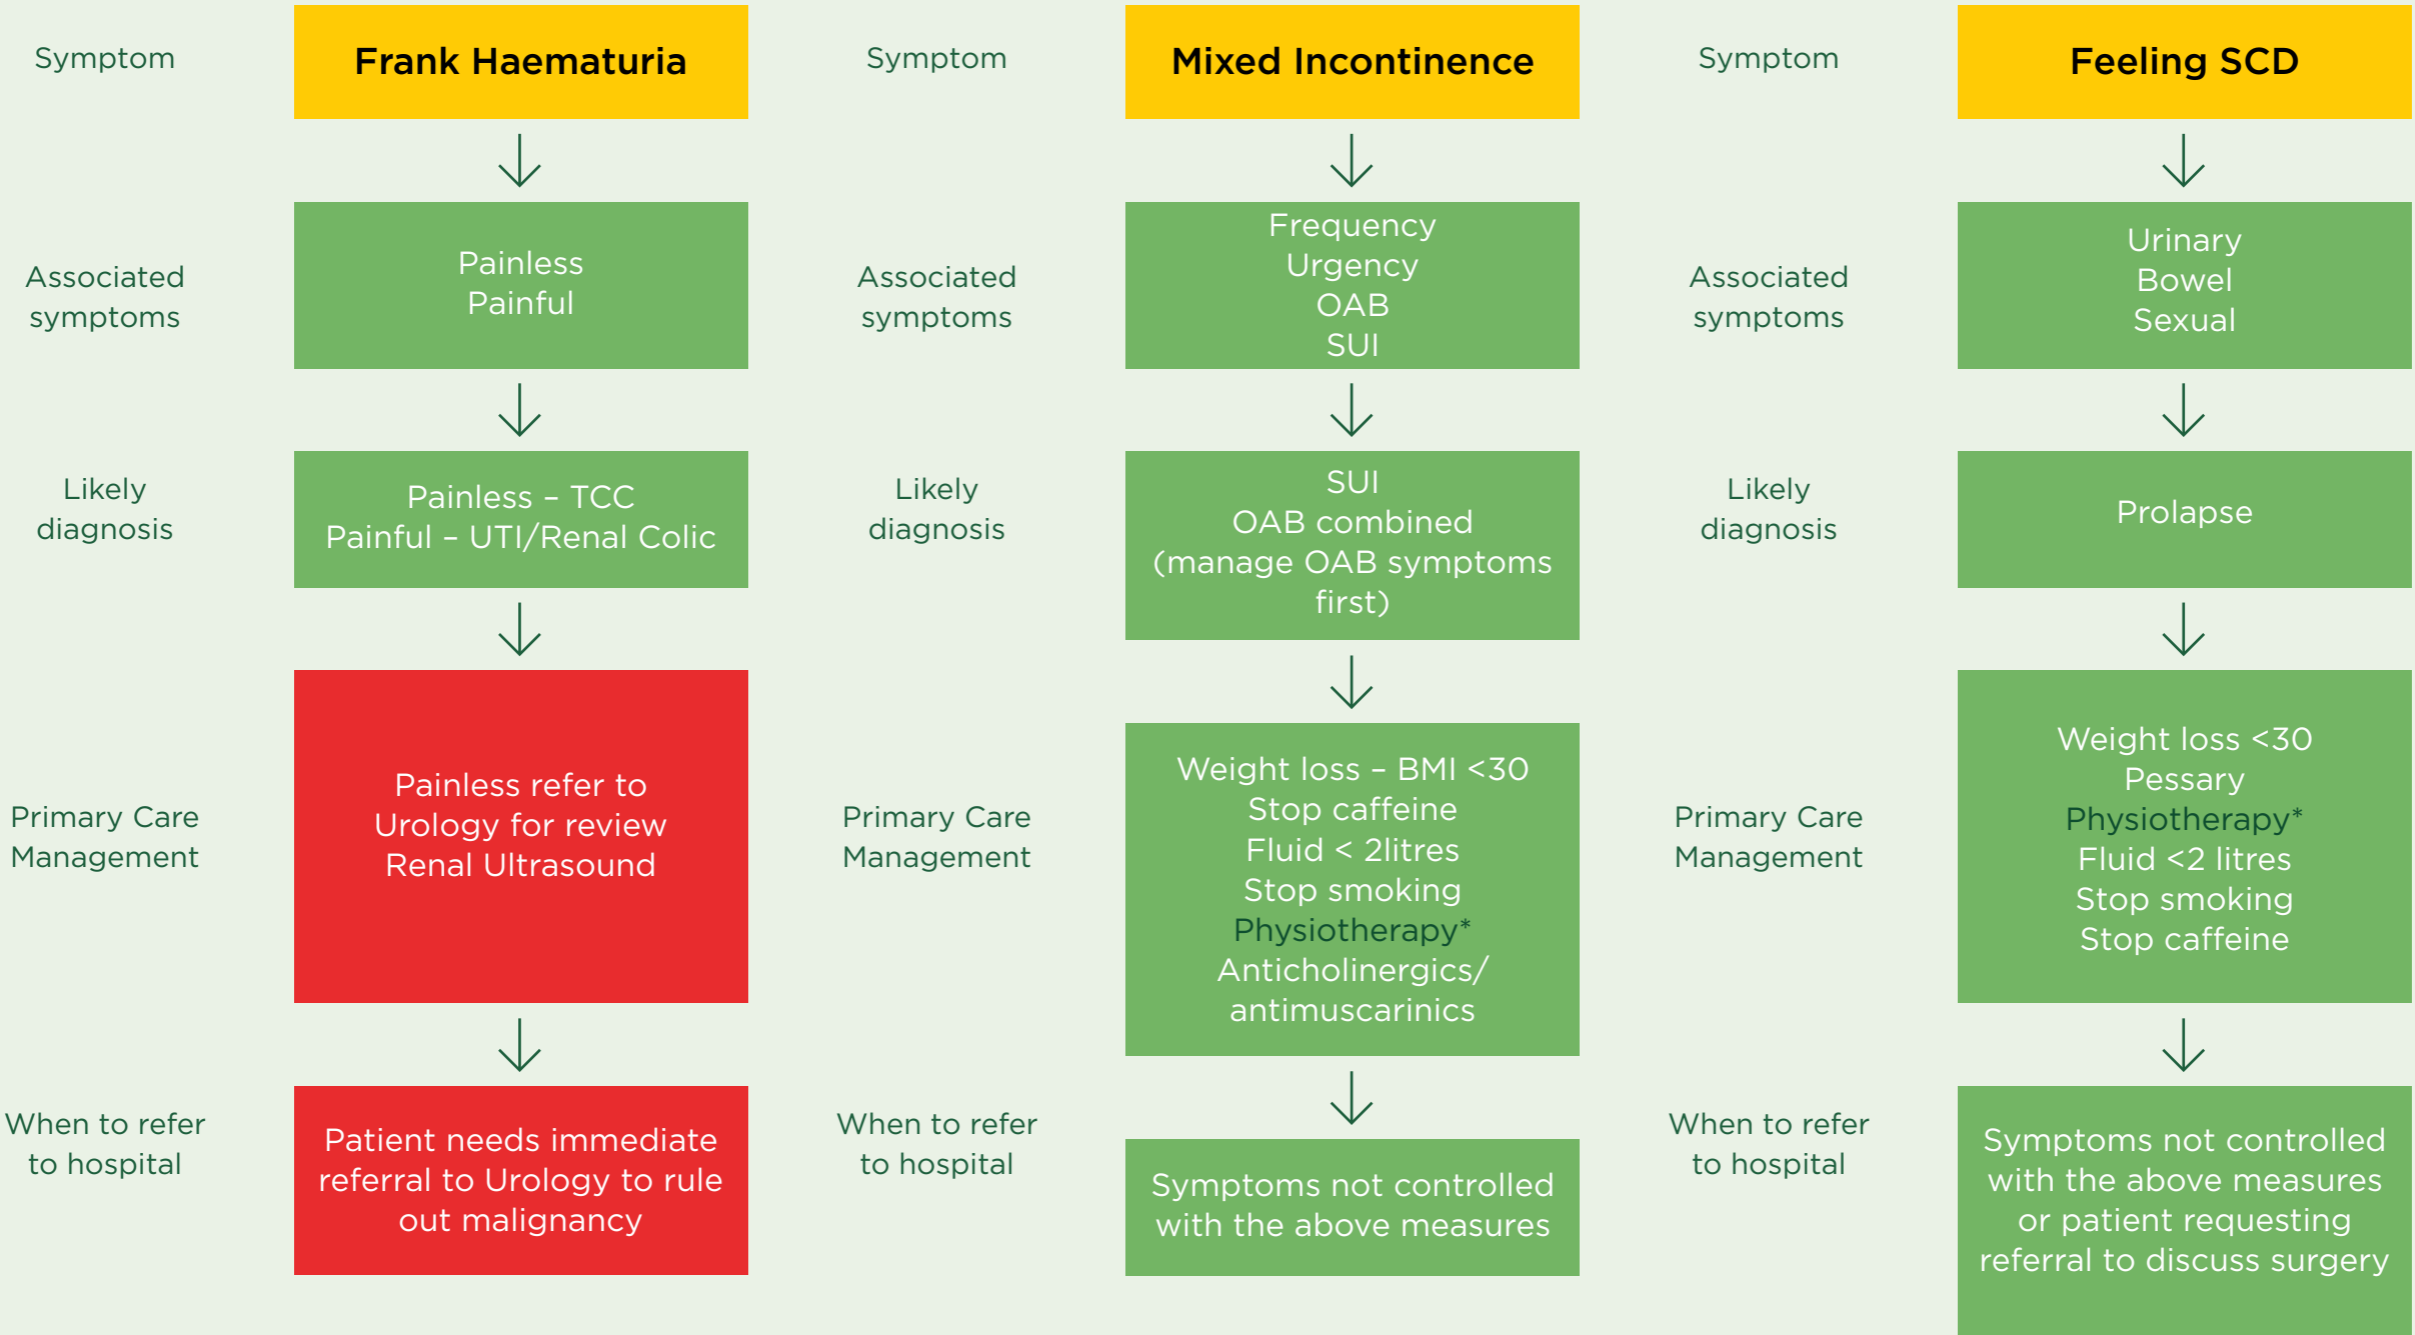 Symptom
Frank Haematuria
Associated
symptoms
Painless
Painful
Likely
diagnosis
Painless – TCC
Painful – UTI/Renal Colic
Primary Care
Management
Painless refer to
Urology for review
Renal Ultrasound
When to refer
to hospital
Patient needs immediate
referral to Urology to rule
out malignancy
Symptom
Mixed Incontinence
Associated
symptoms
Frequency
Urgency
OAB
SUI
Likely
diagnosis
SUI
OAB combined
(manage OAB symptoms
first)
Primary Care
Management
Weight loss – BMI <30
Stop caffeine
Fluid < 2litres
Stop smoking
Physiotherapy*
Anticholinergics/
antimuscarinics
When to refer
to hospital
Symptoms not controlled
with the above measures
Symptom
Feeling SCD
Associated
symptoms
Urinary
Bowel
Sexual
Likely
diagnosis
Prolapse
Primary Care
Management
Weight loss <30
Pessary
Physiotherapy*
Fluid <2 litres
Stop smoking
Stop caffeine
When to refer
to hospital
Symptoms not controlled
with the above measures
or patient requesting
referral to discuss surgery